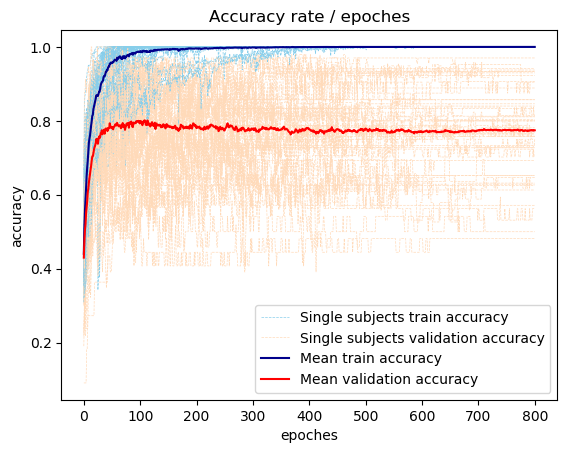 Accuracy rate / epoches
accuracy
1.0
0.8
0.6
0.4
0.2
0 100 200 300 400 500 600 700 800
epoches
Single subjects train accuracy
Single subjects validation accuracy
Mean train accuracy
Mean validation accuracy